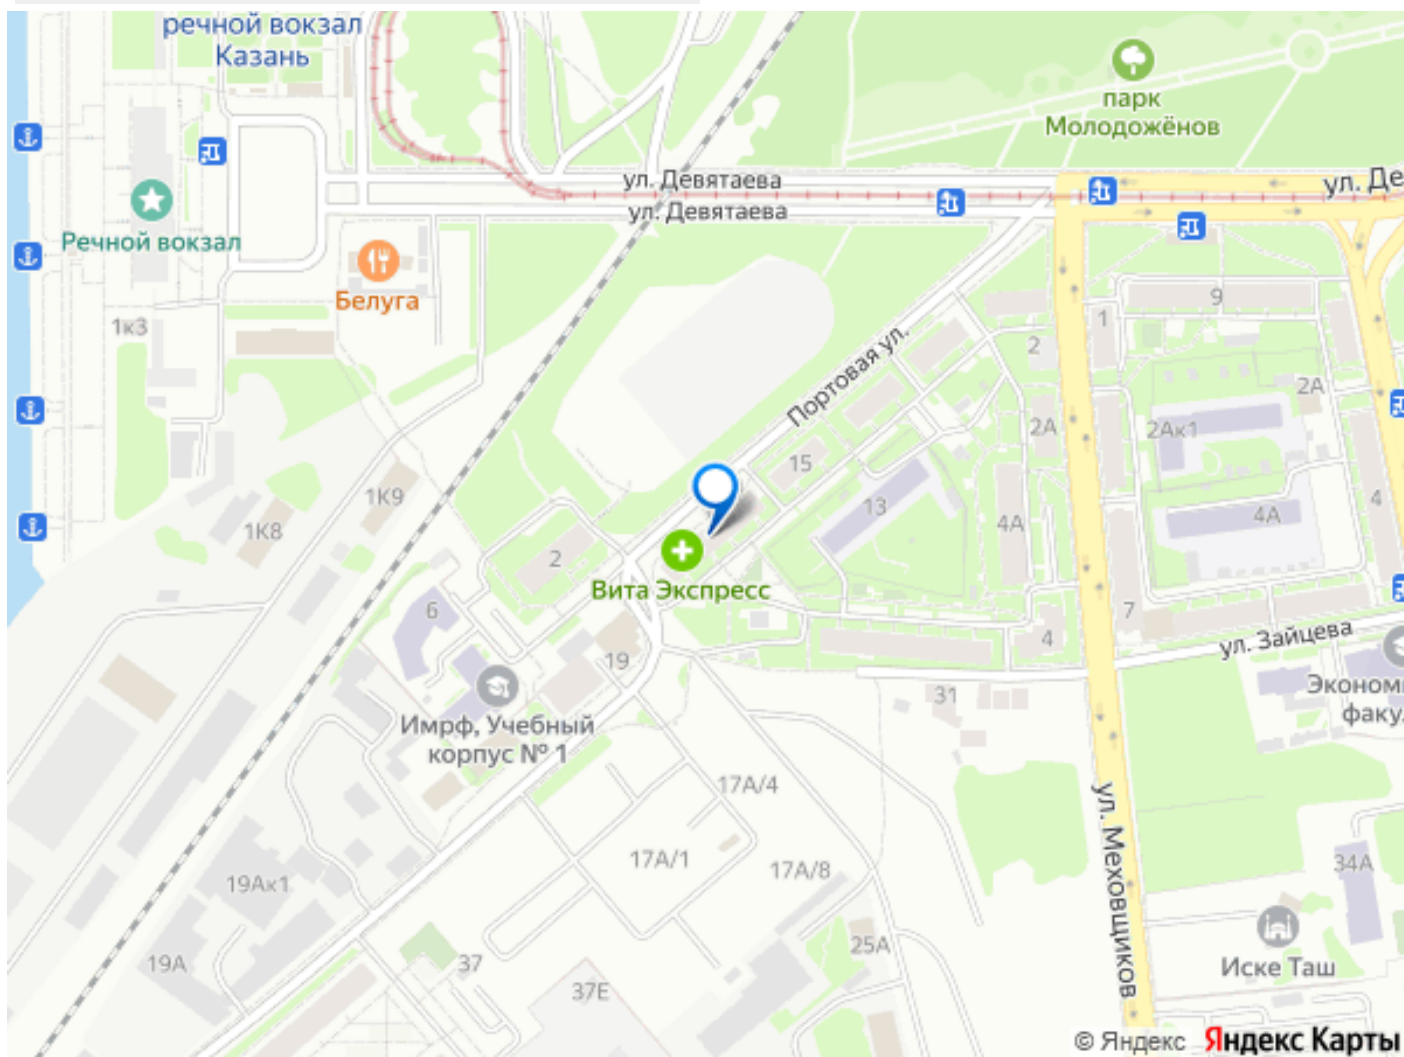 речной вокзал
Казань
парк
Молодожёнов
ул. Девятаева
ул. Де
ул. Девятаева
Речной вокзал
Белуга
1к3
9
1
2
Портовая ул.
2А
2А
2Ак1
15
1К9
13
4
1К8
4А
4А
2
Вита Экспресс
6
7
4
ул. Зайцева
19
31
Эконом
факу
Имрф, Учебный
корпус № 1
17А/4
ул. Меховщиков
17А/1
17А/8
34А
19Ак1
25А
19А
37
Иске Таш
37Е
© Яндекс Яндекс Карты